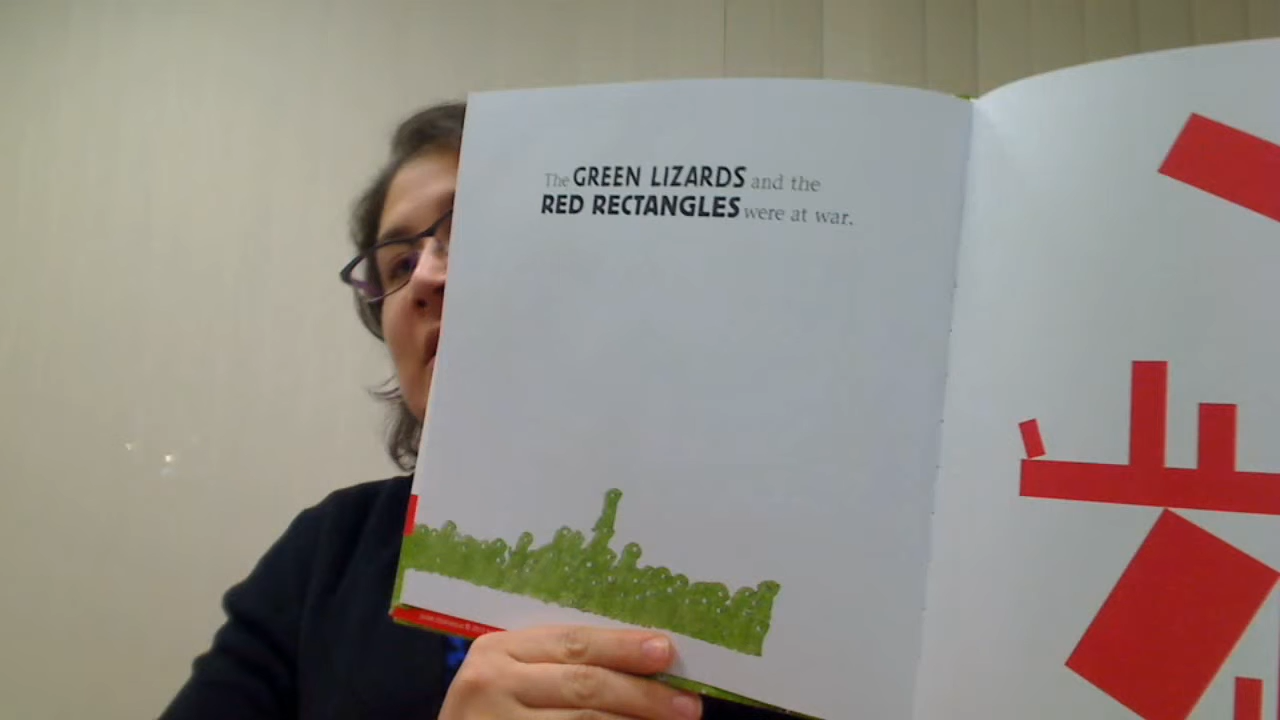 The GREEN LIZARDS and the
RED RECTANGLES were at war.